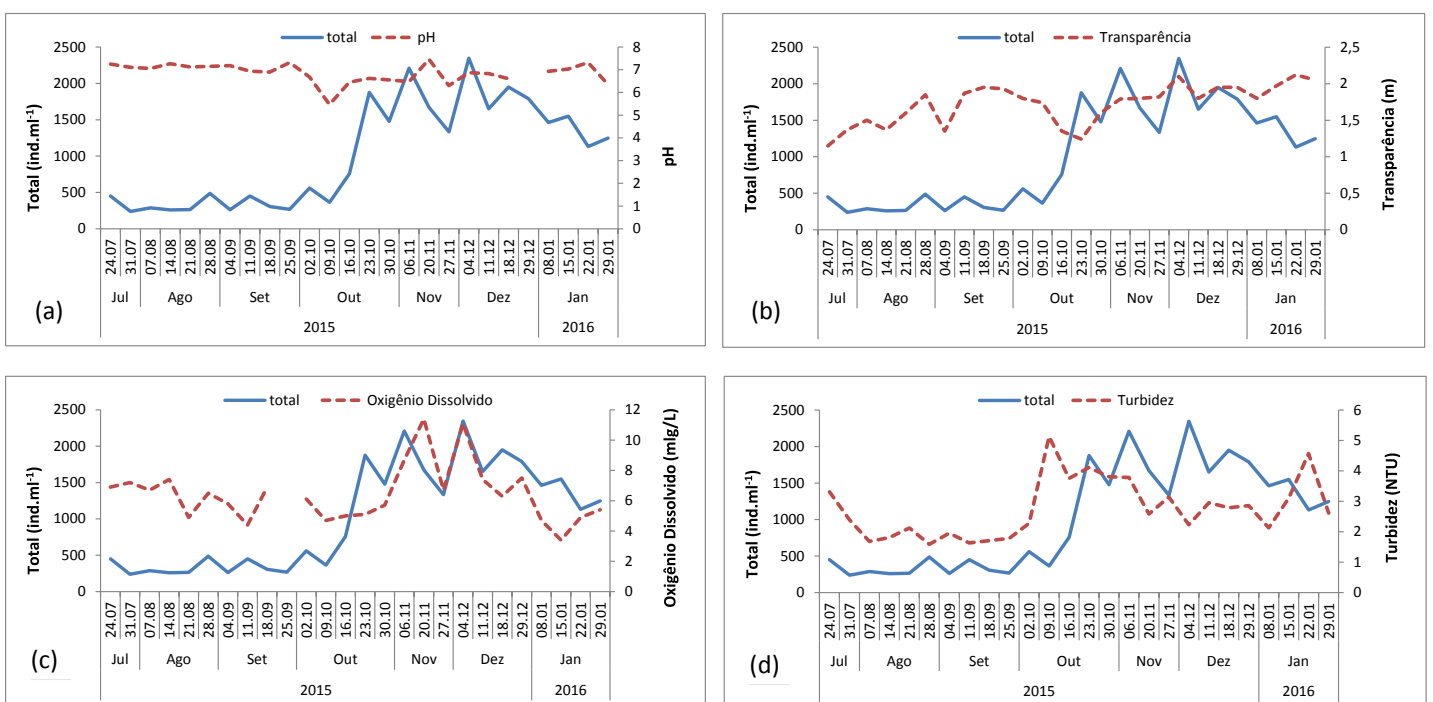 total pH
2500
2000
1500
1000
500
0
Total (ind.ml⁻¹)
8
7
6
5
4
3
2
1
0
pH
24.07 31.07 07.08 14.08 21.08 28.08 04.09 11.09 18.09 25.09 02.10 09.10 16.10 23.10 30.10 06.11 20.11 27.11 04.12 11.12 18.12 29.12 08.01 15.01 22.01 29.01
Jul Ago Set Out Nov Dez Jan
2015 2016
(a)
total Transparência
2500
2000
1500
1000
500
0
Total (ind.ml⁻¹)
2,5
2
1,5
1
0,5
0
Transparência (m)
24.07 31.07 07.08 14.08 21.08 28.08 04.09 11.09 18.09 25.09 02.10 09.10 16.10 23.10 30.10 06.11 20.11 27.11 04.12 11.12 18.12 29.12 08.01 15.01 22.01 29.01
Jul Ago Set Out Nov Dez Jan
2015 2016
(b)
total Oxigênio Dissolvido
2500
2000
1500
1000
500
0
Total (ind.ml⁻¹)
12
10
8
6
4
2
0
Oxigênio Dissolvido (mlg/L)
24.07 31.07 07.08 14.08 21.08 28.08 04.09 11.09 18.09 25.09 02.10 09.10 16.10 23.10 30.10 06.11 20.11 27.11 04.12 11.12 18.12 29.12 08.01 15.01 22.01 29.01
Jul Ago Set Out Nov Dez Jan
2015 2016
(c)
total Turbidez
2500
2000
1500
1000
500
0
Total (ind.ml⁻¹)
6
5
4
3
2
1
0
Turbidez (NTU)
24.07 31.07 07.08 14.08 21.08 28.08 04.09 11.09 18.09 25.09 02.10 09.10 16.10 23.10 30.10 06.11 20.11 27.11 04.12 11.12 18.12 29.12 08.01 15.01 22.01 29.01
Jul Ago Set Out Nov Dez Jan
2015 2016
(d)